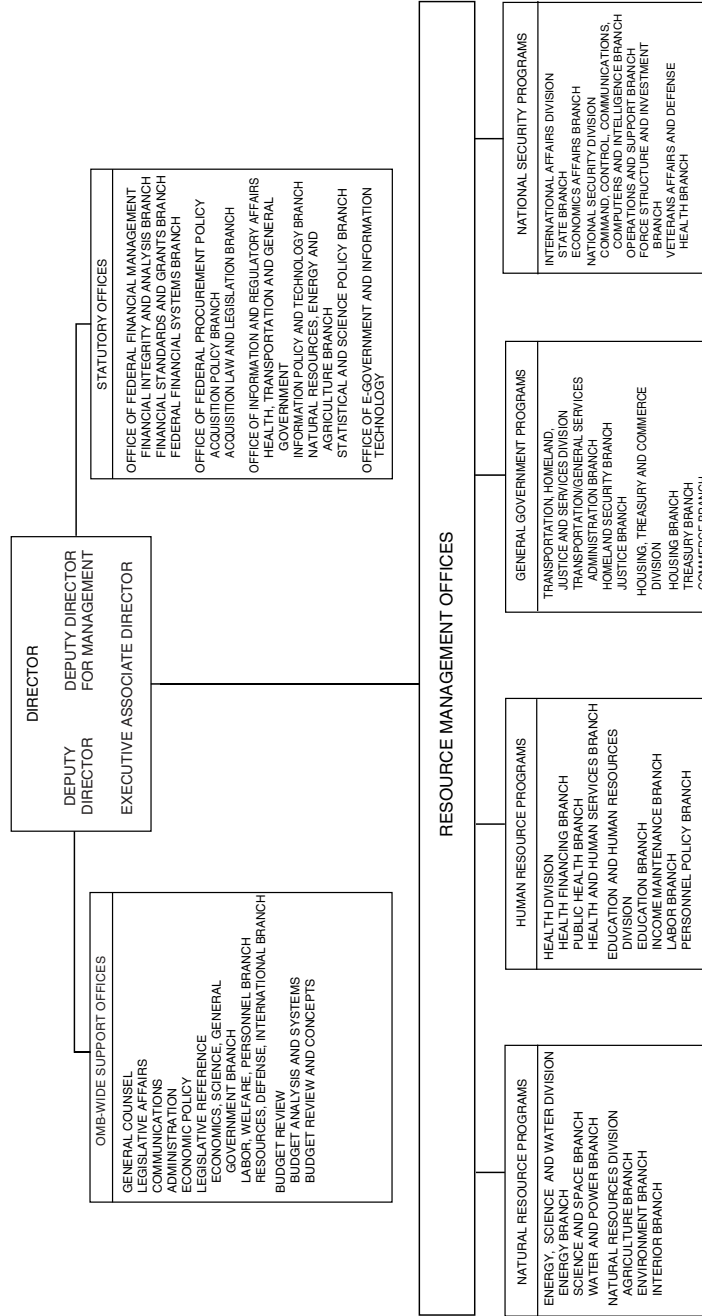 DIRECTOR
DEPUTY
DIRECTOR
DEPUTY DIRECTOR
FOR MANAGEMENT
EXECUTIVE ASSOCIATE DIRECTOR
OMB-WIDE SUPPORT OFFICES
GENERAL COUNSEL
LEGISLATIVE AFFAIRS
COMMUNICATIONS
ADMINISTRATION
ECONOMIC POLICY
LEGISLATIVE REFERENCE
ECONOMICS, SCIENCE, GENERAL
GOVERNMENT BRANCH
LABOR, WELFARE, PERSONNEL BRANCH
RESOURCES, DEFENSE, INTERNATIONAL BRANCH
BUDGET REVIEW
BUDGET ANALYSIS AND SYSTEMS
BUDGET REVIEW AND CONCEPTS
STATUTORY OFFICES
OFFICE OF FEDERAL FINANCIAL MANAGEMENT
FINANCIAL INTEGRITY AND ANALYSIS BRANCH
FINANCIAL STANDARDS AND GRANTS BRANCH
FEDERAL FINANCIAL SYSTEMS BRANCH
OFFICE OF FEDERAL PROCUREMENT POLICY
ACQUISITION POLICY BRANCH
ACQUISITION LAW AND LEGISLATION BRANCH
OFFICE OF INFORMATION AND REGULATORY AFFAIRS
HEALTH, TRANSPORTATION AND GENERAL
GOVERNMENT
INFORMATION POLICY AND TECHNOLOGY BRANCH
NATURAL RESOURCES, ENERGY AND
AGRICULTURE BRANCH
STATISTICAL AND SCIENCE POLICY BRANCH
OFFICE OF E-GOVERNMENT AND INFORMATION
TECHNOLOGY
RESOURCE MANAGEMENT OFFICES
NATURAL RESOURCE PROGRAMS
ENERGY, SCIENCE AND WATER DIVISION
ENERGY BRANCH
SCIENCE AND SPACE BRANCH
WATER AND POWER BRANCH
NATURAL RESOURCES DIVISION
AGRICULTURE BRANCH
ENVIRONMENT BRANCH
INTERIOR BRANCH
HUMAN RESOURCE PROGRAMS
HEALTH DIVISION
HEALTH FINANCING BRANCH
PUBLIC HEALTH BRANCH
HEALTH AND HUMAN SERVICES BRANCH
EDUCATION AND HUMAN RESOURCES
DIVISION
EDUCATION BRANCH
INCOME MAINTENANCE BRANCH
LABOR BRANCH
PERSONNEL POLICY BRANCH
GENERAL GOVERNMENT PROGRAMS
TRANSPORTATION, HOMELAND,
JUSTICE AND SERVICES DIVISION
TRANSPORTATION/GENERAL SERVICES
ADMINISTRATION BRANCH
HOMELAND SECURITY BRANCH
JUSTICE BRANCH
HOUSING, TREASURY AND COMMERCE
DIVISION
HOUSING BRANCH
TREASURY BRANCH
COMMERCE BRANCH
NATIONAL SECURITY PROGRAMS
INTERNATIONAL AFFAIRS DIVISION
STATE BRANCH
ECONOMICS AFFAIRS BRANCH
NATIONAL SECURITY DIVISION
COMMAND, CONTROL, COMMUNICATIONS,
COMPUTERS AND INTELLIGENCE BRANCH
OPERATIONS AND SUPPORT BRANCH
FORCE STRUCTURE AND INVESTMENT
BRANCH
VETERANS AFFAIRS AND DEFENSE
HEALTH BRANCH